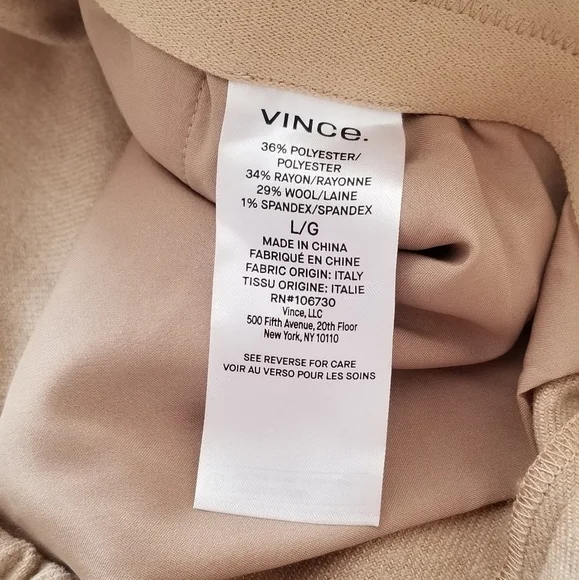 VINCE.
36% POLYESTER/
POLYESTER
34% RAYON/RAYONNE
29% WOOL/LAINE
1% SPANDEX/SPANDEX
L/G
MADE IN CHINA
FABRIQUÉ EN CHINE
FABRIC ORIGIN: ITALY
TISSU ORIGINE: ITALIE
RN#106730
Vince, LLC
500 Fifth Avenue, 20th Floor
New York, NY 10110
SEE REVERSE FOR CARE
VOIR AU VERSO POUR LES SOINS